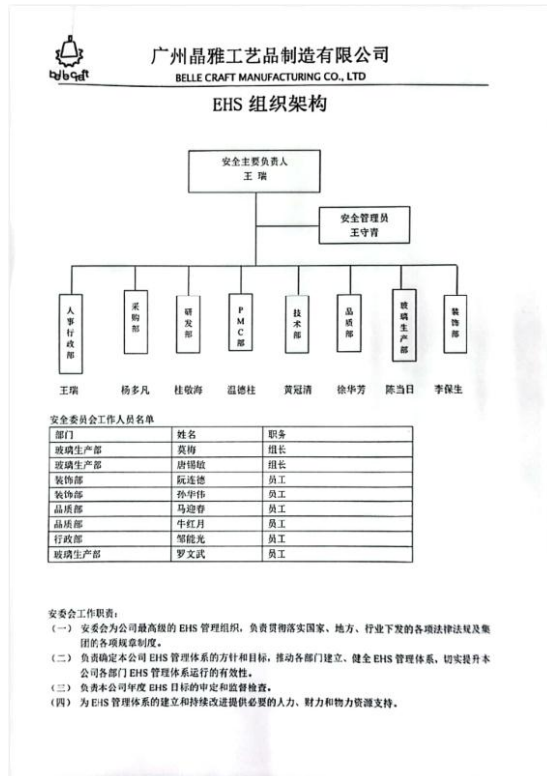 广州晶雅工艺品制造有限公司
BELLE CRAFT MANUFACTURING CO., LTD
EHS 组织架构
安全主要负责人
王 瑞
安全管理员
王守青
人事行政部
采购部
研发部
PMC部
技术部
品质部
玻璃生产部
装饰部
王瑞 杨多凡 桂敬海 温德柱 黄冠清 徐华芳 陈当日 李保生
安全委员会工作人员名单
部门 姓名 职务
玻璃生产部 莫梅 组长
玻璃生产部 唐锡敏 组长
装饰部 阮连德 员工
装饰部 孙华伟 员工
品质部 马迎春 员工
品质部 牛红月 员工
行政部 邹能光 员工
玻璃生产部 罗文武 员工
安委会工作职责:
(一) 安委会为公司最高级的 EHS 管理组织,负责贯彻落实国家、地方、行业下发的各项法律法规及集
团的各项规章制度。
(二) 负责确定本公司 EHS 管理体系的方针和目标,推动各部门建立、健全 EHS 管理体系,切实提升本
公司各部门 EHS 管理体系运行的有效性。
(三) 负责本公司年度 EHS 目标的审定和监督检查。
(四) 为 EHS 管理体系的建立和持续改进提供必要的人力、财力和物力资源支持。